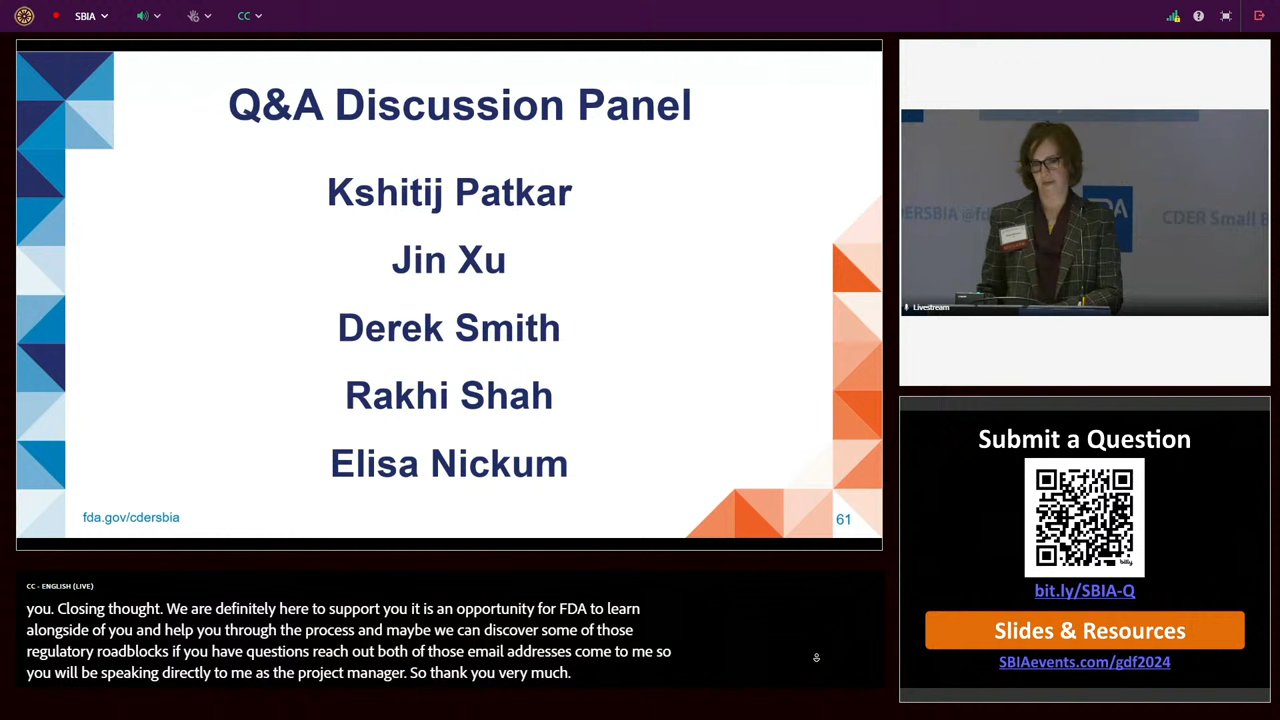 SBIA
CC
Q&A Discussion Panel
Kshitij Patkar
Jin Xu
Derek Smith
Rakhi Shah
Elisa Nickum
fda.gov/cdersbia
61
CDER Small
Livestream
Submit a Question
bitly
bit.ly/SBIA-Q
Slides & Resources
SBIAevents.com/gdf2024
CC - ENGLISH (LIVE)
you. Closing thought. We are definitely here to support you it is an opportunity for FDA to learn
alongside of you and help you through the process and maybe we can discover some of those
regulatory roadblocks if you have questions reach out both of those email addresses come to me so
you will be speaking directly to me as the project manager. So thank you very much.